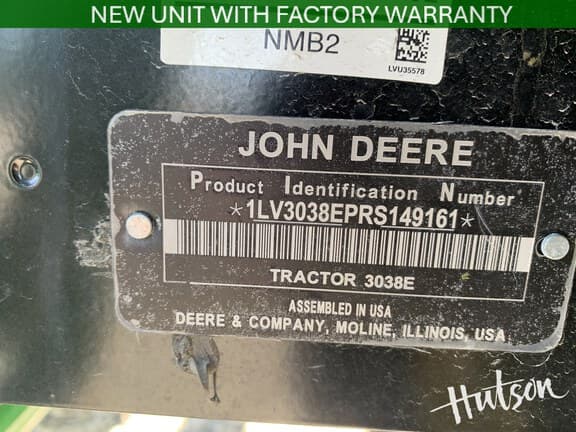 NEW UNIT WITH FACTORY WARRANTY
NMB2
LVU35578
JOHN DEERE
Product Identification Number
*1LV3038EPRS149161*
TRACTOR 3038E
ASSEMBLED IN USA
DEERE & COMPANY, MOLINE, ILLINOIS, USA
Hutson